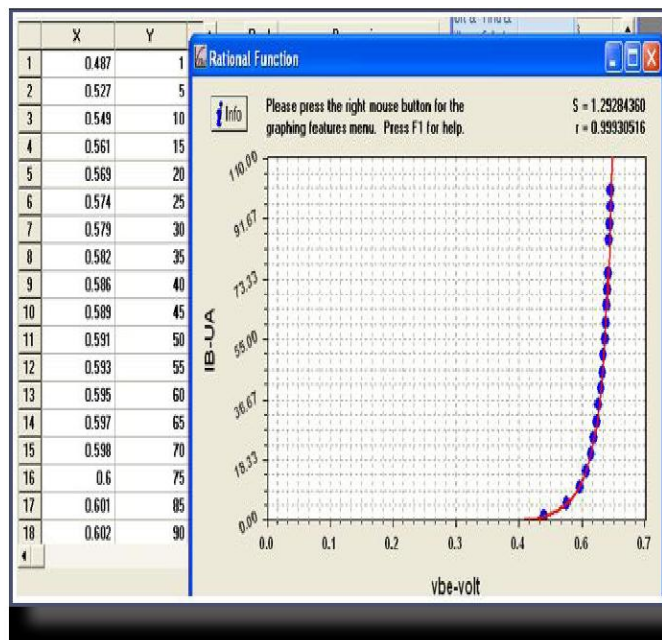 X Y
1 0.487 1
2 0.527 5
3 0.549 10
4 0.561 15
5 0.569 20
6 0.574 25
7 0.579 30
8 0.582 35
9 0.586 40
10 0.589 45
11 0.591 50
12 0.593 55
13 0.595 60
14 0.597 65
15 0.598 70
16 0.6 75
17 0.601 85
18 0.602 90
Rational Function
i Info
Please press the right mouse button for the
graphing features menu. Press F1 for help.
S = 1.29284360
r = 0.99930516
110.00
91.67
73.33
55.00
36.67
18.33
0.00
IB-UA
0.0 0.1 0.2 0.3 0.4 0.5 0.6 0.7
vbe-volt